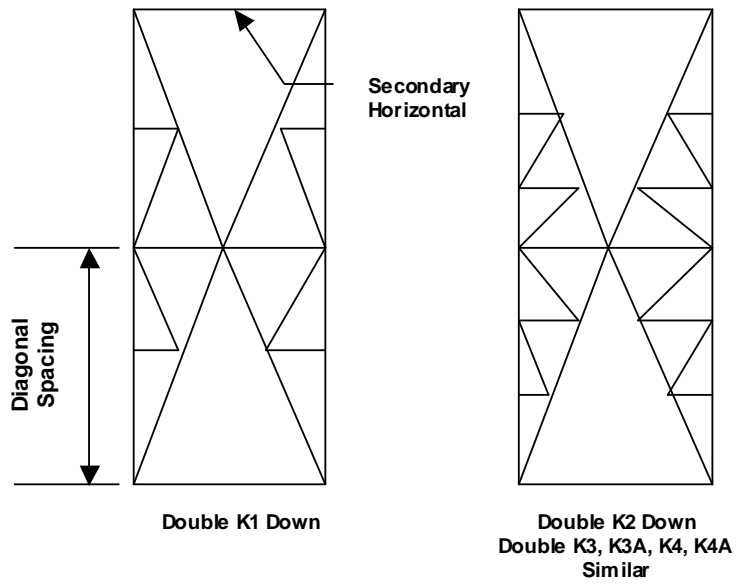 Secondary
Horizontal
Diagonal
Spacing
Double K1 Down
Double K2 Down
Double K3, K3A, K4, K4A
Similar